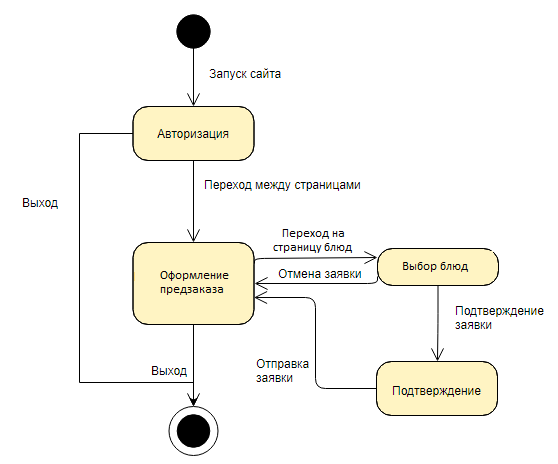 Запуск сайта
Авторизация
Переход между страницами
Выход
Переход на
страницу блюд
Оформление
предзаказа
Отмена заявки
Выбор блюд
Подтверждение
заявки
Выход
Отправка
заявки
Подтверждение